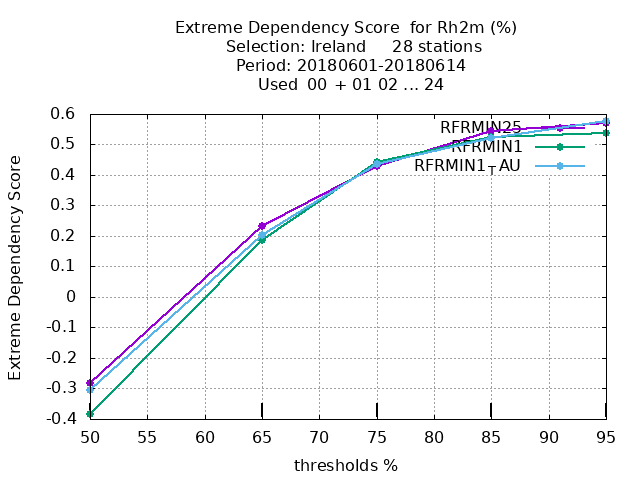 Extreme Dependency Score  for Rh2m (%)
Selection: Ireland     28 stations
Period: 20180601-20180614
Used  00  + 01 02 ... 24
Extreme Dependency Score
0.6
0.5
0.4
0.3
0.2
0.1
0
-0.1
-0.2
-0.3
-0.4
RFRMIN25
RFRMIN1
RFRMIN1TAU
50 55 60 65 70 75 80 85 90 95
thresholds %